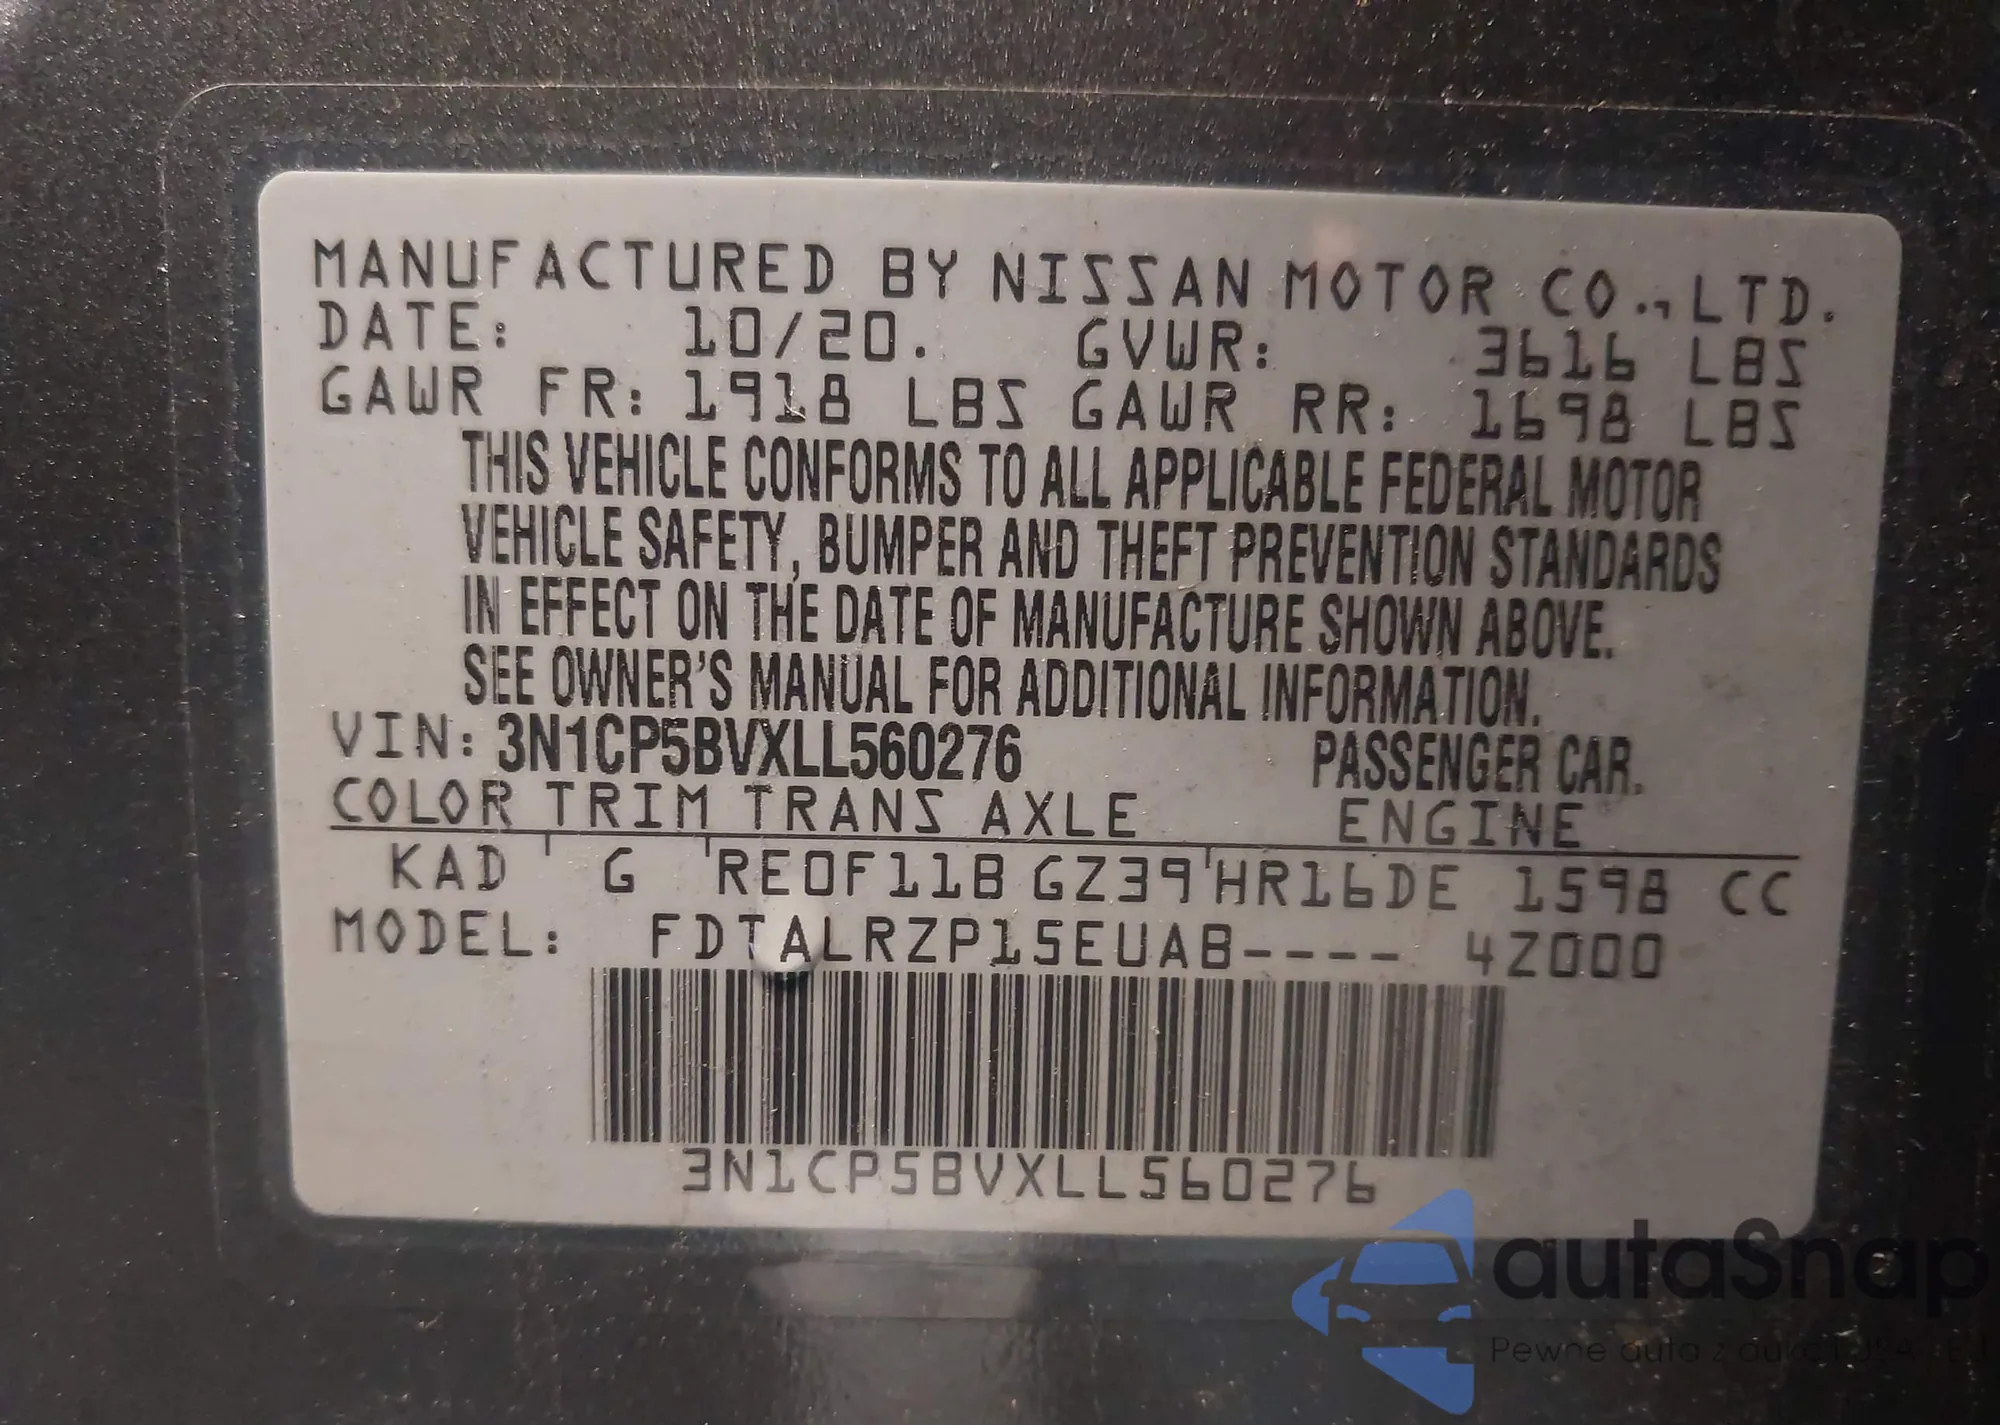 MANUFACTURED BY NISSAN MOTOR CO.,LTD.
DATE: 10/20. GVWR: 3616 LBS
GAWR FR: 1918 LBS GAWR RR: 1698 LBS
THIS VEHICLE CONFORMS TO ALL APPLICABLE FEDERAL MOTOR
VEHICLE SAFETY, BUMPER AND THEFT PREVENTION STANDARDS
IN EFFECT ON THE DATE OF MANUFACTURE SHOWN ABOVE.
SEE OWNER'S MANUAL FOR ADDITIONAL INFORMATION.
VIN: 3N1CP5BVXLL560276 PASSENGER CAR.
COLOR TRIM TRANS AXLE ENGINE
KAD G RE0F11B GZ39 HR16DE 1598 CC
MODEL: FDTALRZP15EUAB---- 4Z000
3N1CP5BVXLL560276
autaSnap
Pewne auta z